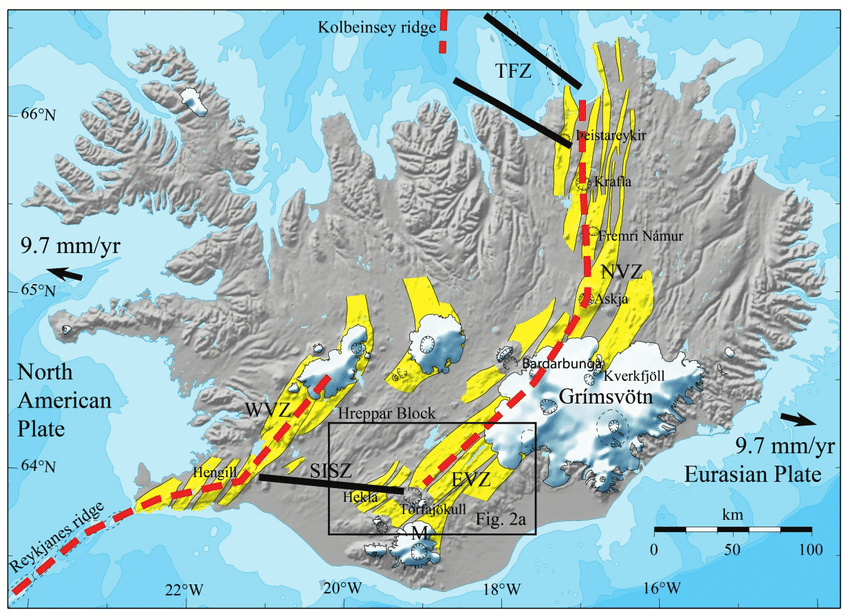 Kolbeinsey ridge
TFZ
66°N
Þeistareykir
Krafla
Fremri Námur
9.7 mm/yr
NVZ
65°N
Askja
Bardarbunga
Kverkfjöll
North
American
Plate
Grímsvötn
WVZ
Hreppar Block
9.7 mm/yr
Eurasian Plate
64°N
Hengill
SISZ
EVZ
Hekla
Torfajökull
Fig. 2a
M
Reykjanes ridge
km
0
50
100
22°W
20°W
18°W
16°W